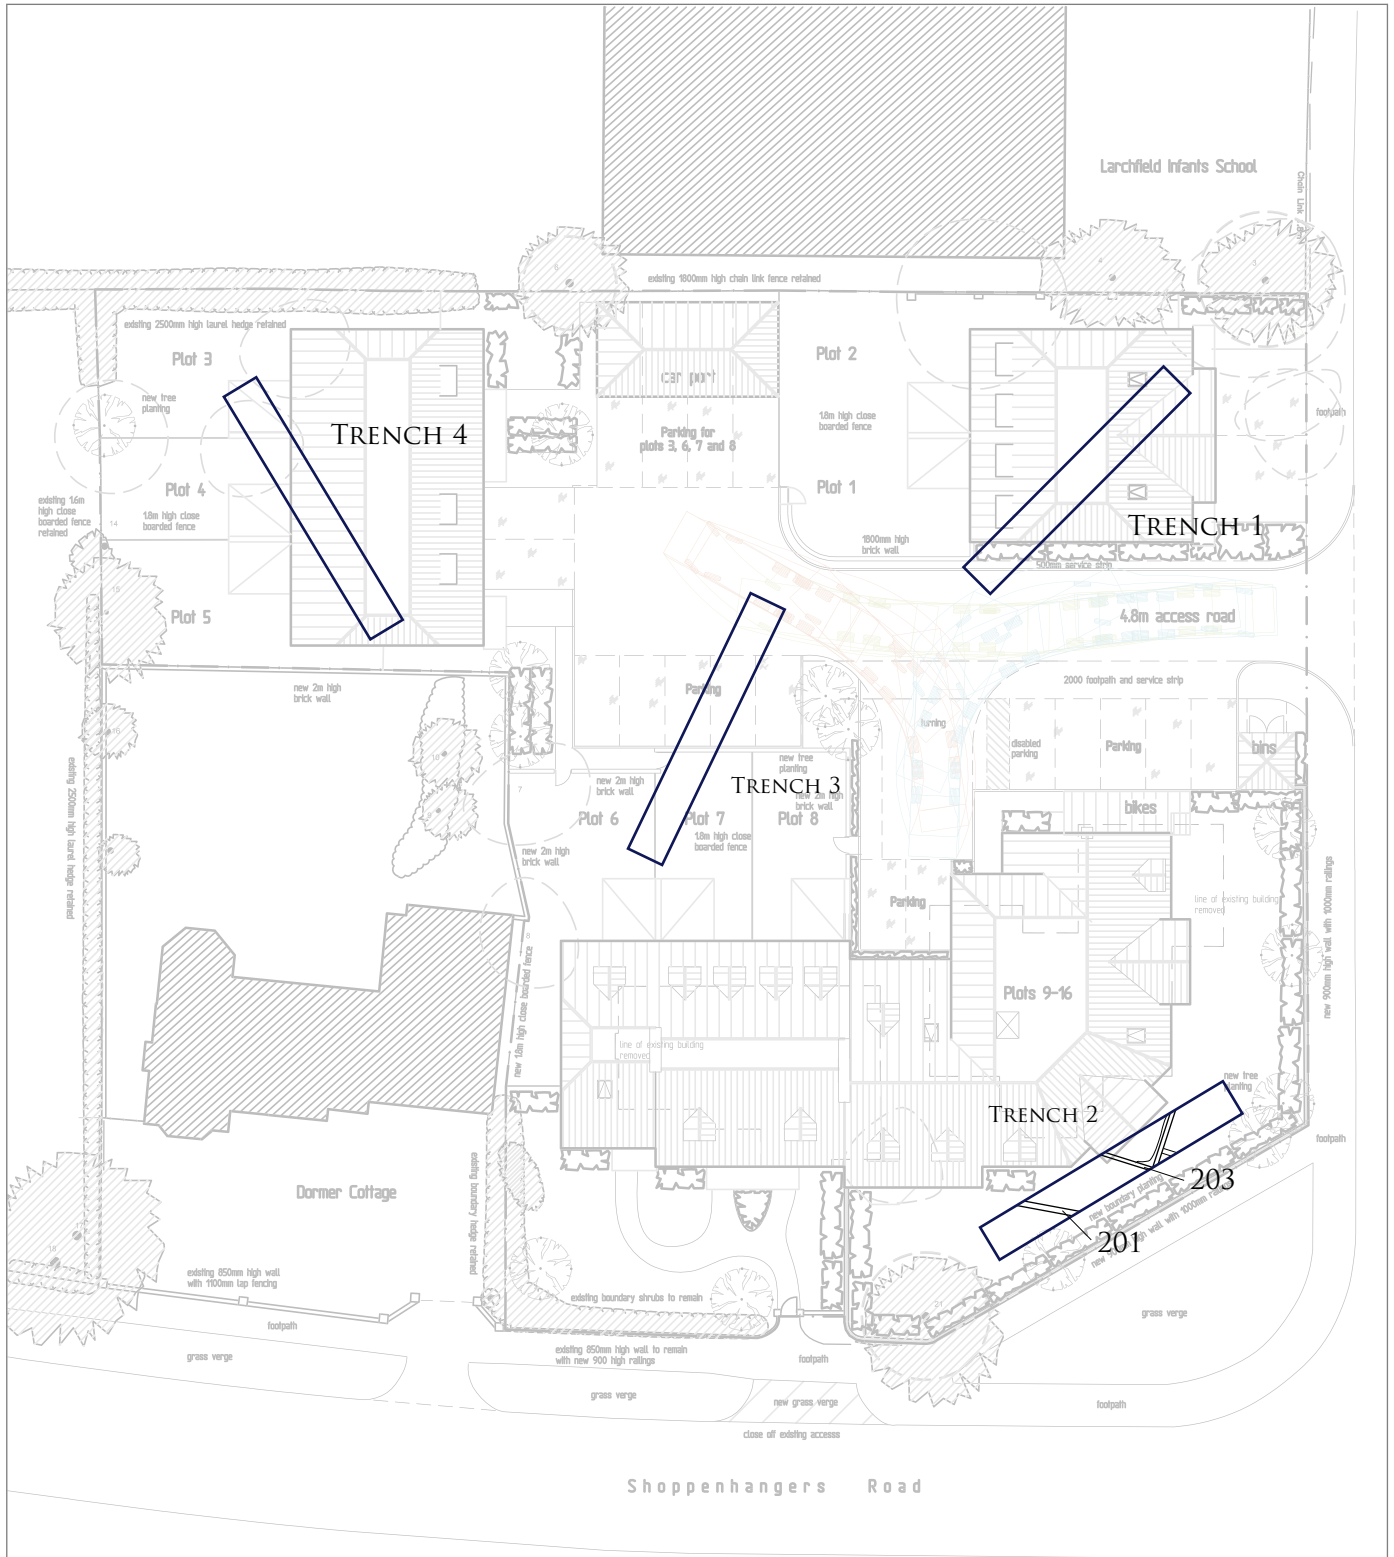 Larchfield Infants School
Chain Link
existing 1800mm high chain link fence retained
existing 2500mm high laurel hedge retained
Plot 3
new tree
planting
TRENCH 4
Plot 4
1.8m high close
boarded fence
existing 1.6m
high close
boarded fence
retained
Plot 5
car port
Parking for
plots 3, 6, 7 and 8
Plot 2
1.8m high close
boarded fence
Plot 1
1800mm high
brick wall
TRENCH 1
footpath
500mm service strip
4.8m access road
2000 footpath and service strip
new 2m high
brick wall
Parking
turning
disabled
parking
Parking
bins
existing 2500mm high laurel hedge retained
new tree
planting
TRENCH 3
new 2m high
brick wall
new 2m high
brick wall
Plot 6
Plot 7
Plot 8
1.8m high close
boarded fence
bikes
new 2m high
brick wall
Parking
line of existing building
removed
new 900mm high wall with 1000mm railings
Plots 9-16
new 1.8m high close boarded fence
line of existing building
removed
new tree
planting
TRENCH 2
footpath
203
201
new boundary planting
Dormer Cottage
existing boundary hedge retained
existing 850mm high wall
with 1100mm lap fencing
footpath
grass verge
existing boundary shrubs to remain
existing 850mm high wall to remain
with new 900 high railings
footpath
grass verge
new grass verge
close off existing accesss
grass verge
footpath
Shoppenhangers Road